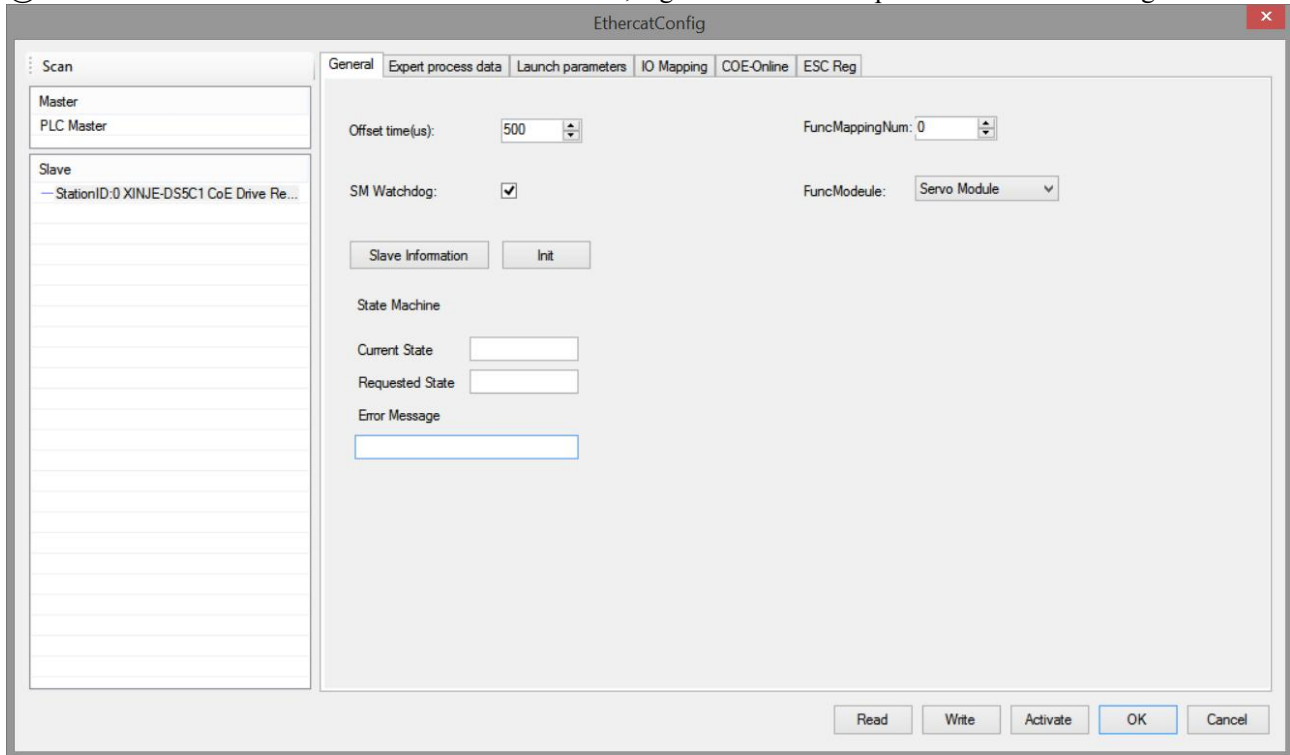 EthercatConfig
Scan
Master
PLC Master
Slave
StationID:0 XINJE-DS5C1 CoE Drive Re...
General Expert process data Launch parameters IO Mapping COE-Online ESC Reg
Offset time(us): 500 FuncMappingNum: 0
SM Watchdog: FuncModeule: Servo Module
Slave Information Init
State Machine
Current State
Requested State
Error Message
Read Write Activate OK Cancel